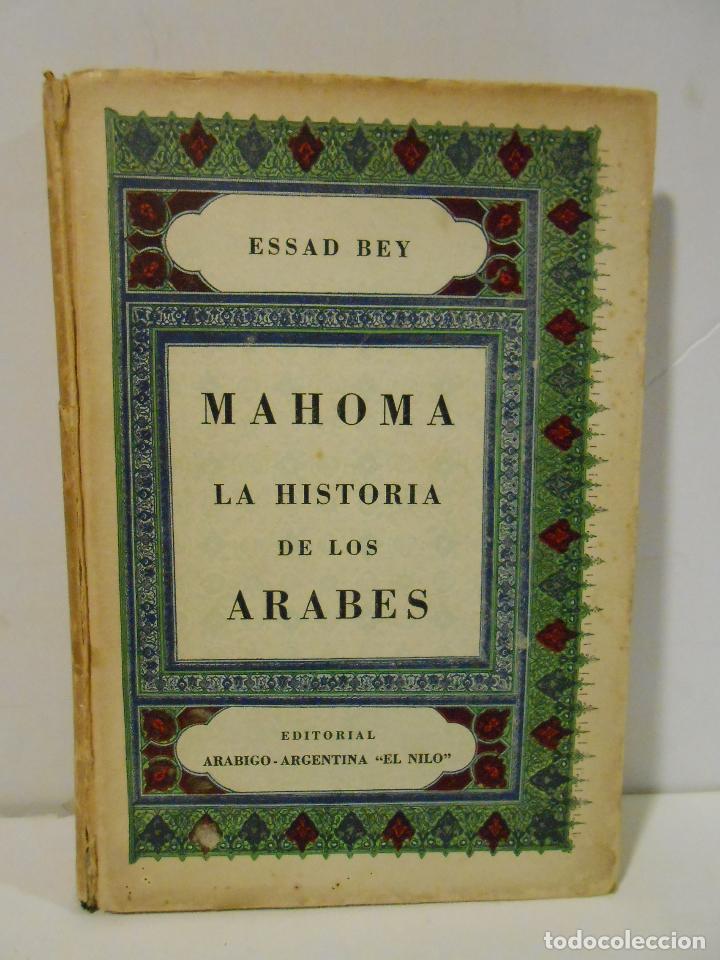 ESSAD BEY
MAHOMA
LA HISTORIA
DE LOS
ARABES
EDITORIAL
ARABIGO-ARGENTINA "EL NILO"
todocoleccion